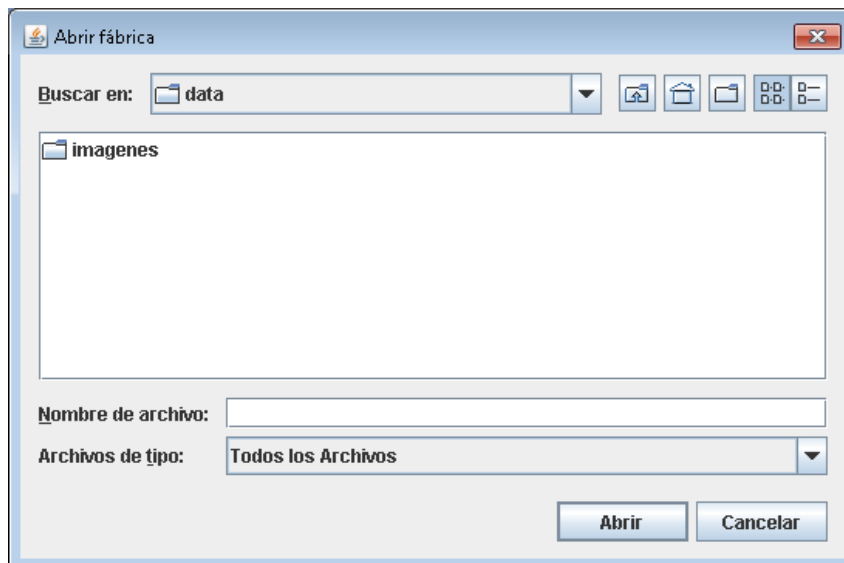 Abrir fábrica
Buscar en: data
imagenes
Nombre de archivo:
Archivos de tipo: Todos los Archivos
Abrir Cancelar